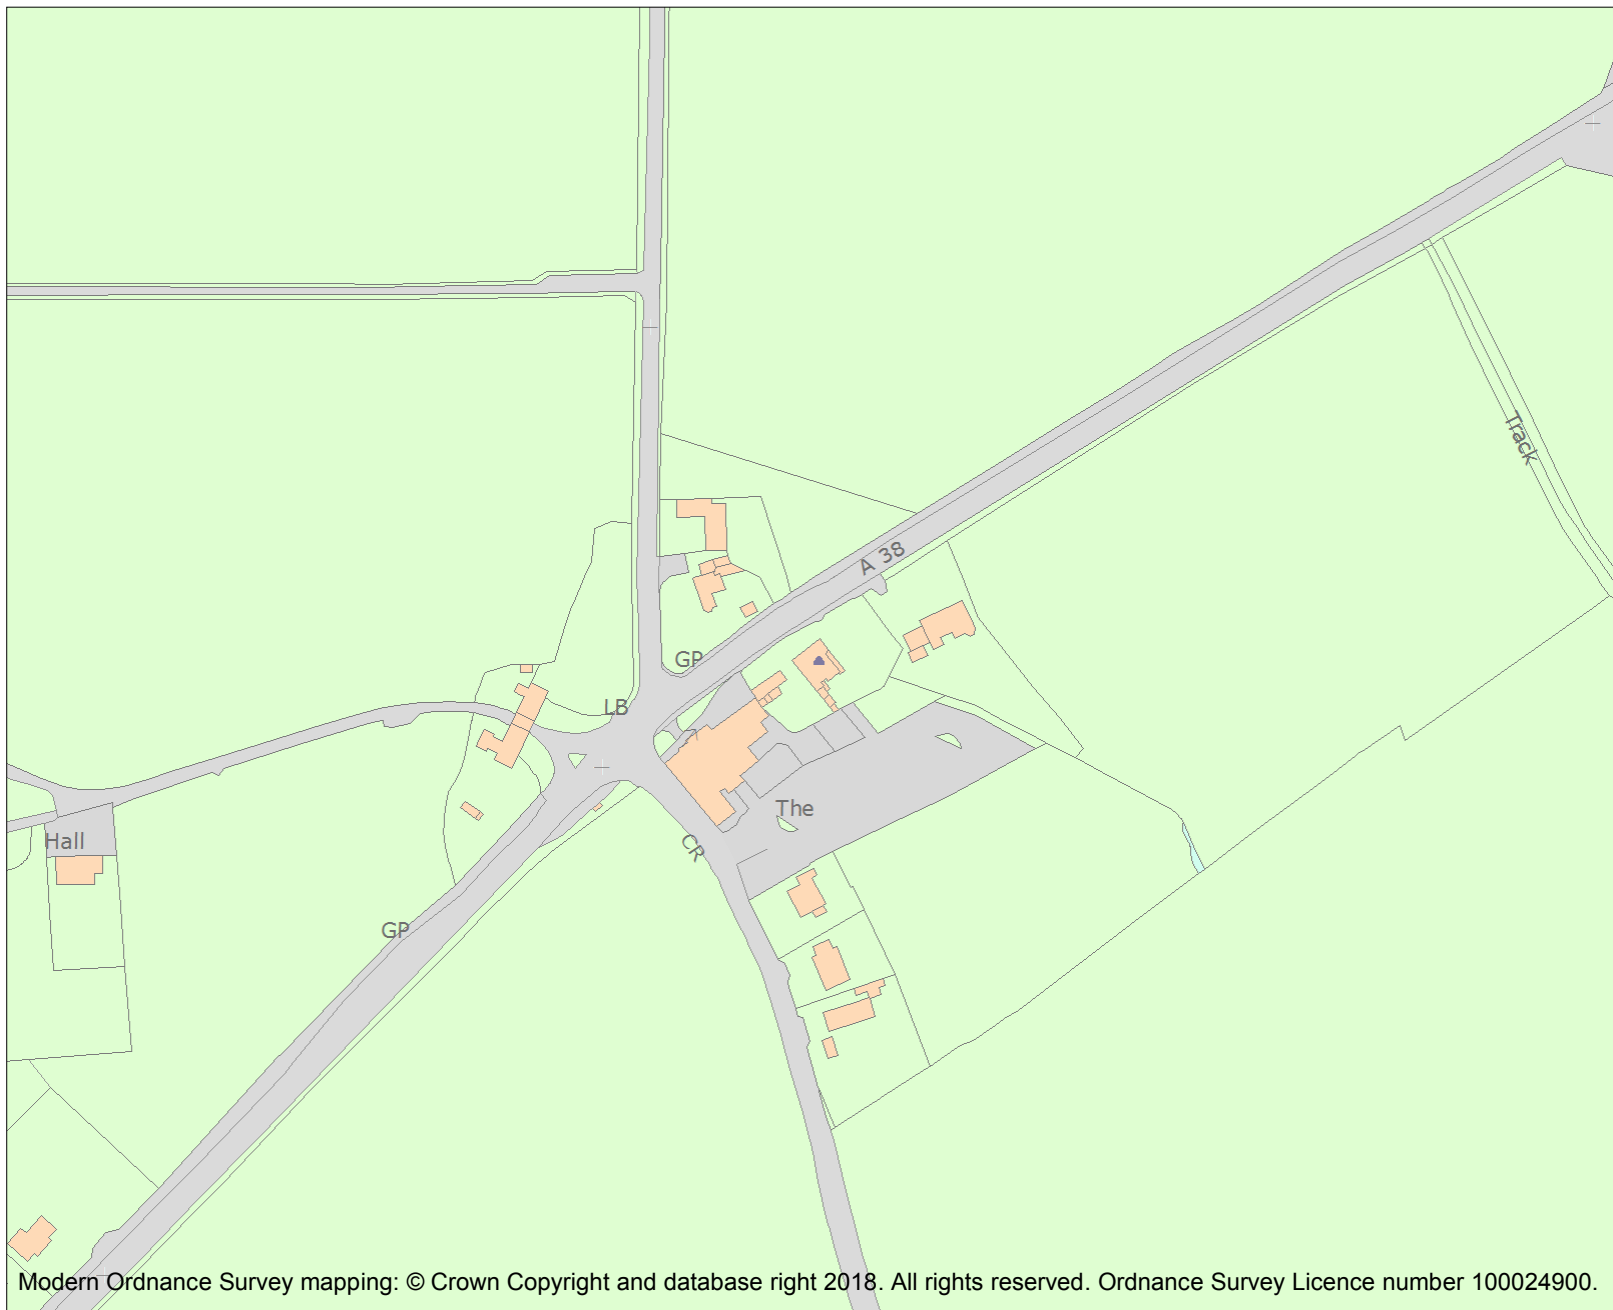 Track
A 38
GP
LB
The
CR
Hall
GP
Modern Ordnance Survey mapping: © Crown Copyright and database right 2018. All rights reserved. Ordnance Survey Licence number 100024900.